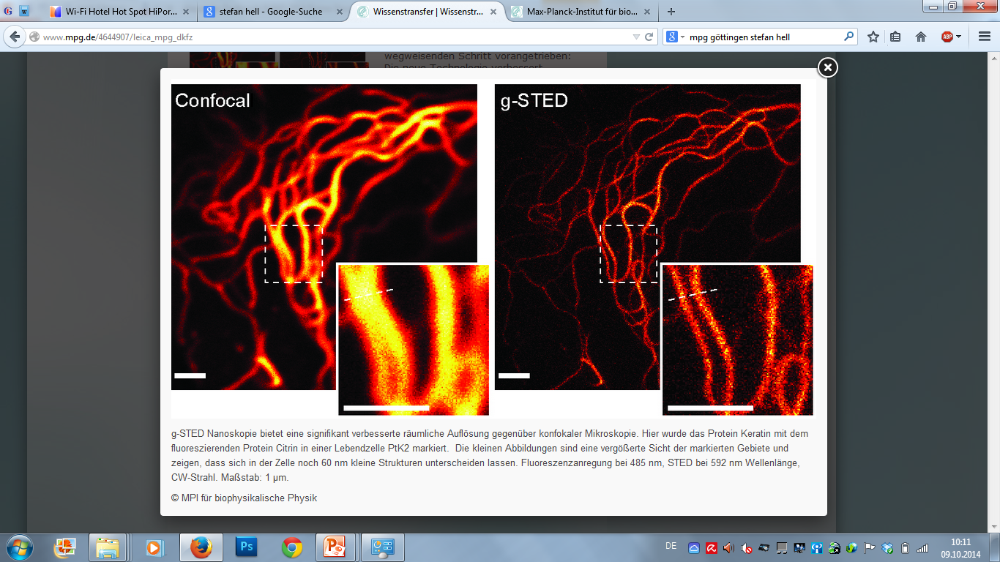 Wi-Fi Hotel Hot Spot HiPor...
stefan hell - Google-Suche
Wissenstransfer | Wissenstr...
Max-Planck-Institut für bio...
www.mpg.de/4644907/leica_mpg_dkfz
mpg göttingen stefan hell
ABP
wegweisenden Schritt vorangetrieben:
Die neue Technologie verbessert
Confocal
g-STED
g-STED Nanoskopie bietet eine signifikant verbesserte räumliche Auflösung gegenüber konfokaler Mikroskopie. Hier wurde das Protein Keratin mit dem
fluoreszierenden Protein Citrin in einer Lebendzelle PtK2 markiert. Die kleinen Abbildungen sind eine vergößerte Sicht der markierten Gebiete und
zeigen, dass sich in der Zelle noch 60 nm kleine Strukturen unterscheiden lassen. Fluoreszenzanregung bei 485 nm, STED bei 592 nm Wellenlänge,
CW-Strahl. Maßstab: 1 µm.
© MPI für biophysikalische Physik
Ps
DE
10:11
09.10.2014